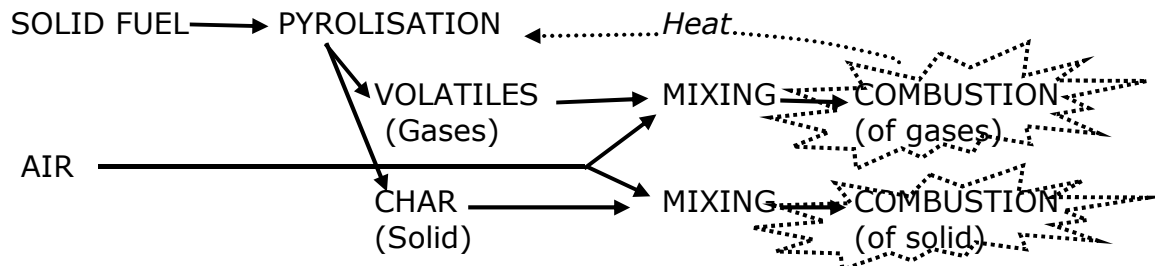 SOLID FUEL PYROLISATION Heat
VOLATILES MIXING COMBUSTION
(Gases) (of gases)
AIR
CHAR MIXING COMBUSTION
(Solid) (of solid)